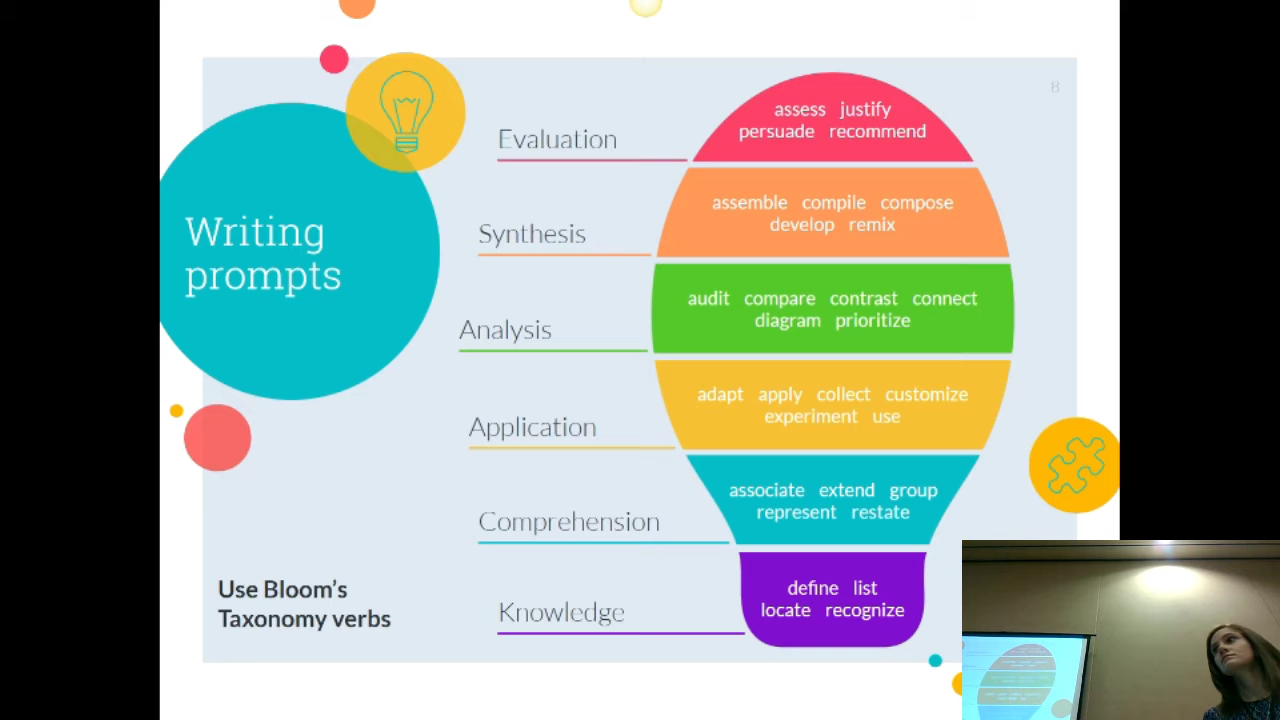 8
Writing
prompts
Evaluation
assess justify
persuade recommend
Synthesis
assemble compile compose
develop remix
Analysis
audit compare contrast connect
diagram prioritize
Application
adapt apply collect customize
experiment use
Comprehension
associate extend group
represent restate
Knowledge
define list
locate recognize
Use Bloom’s
Taxonomy verbs